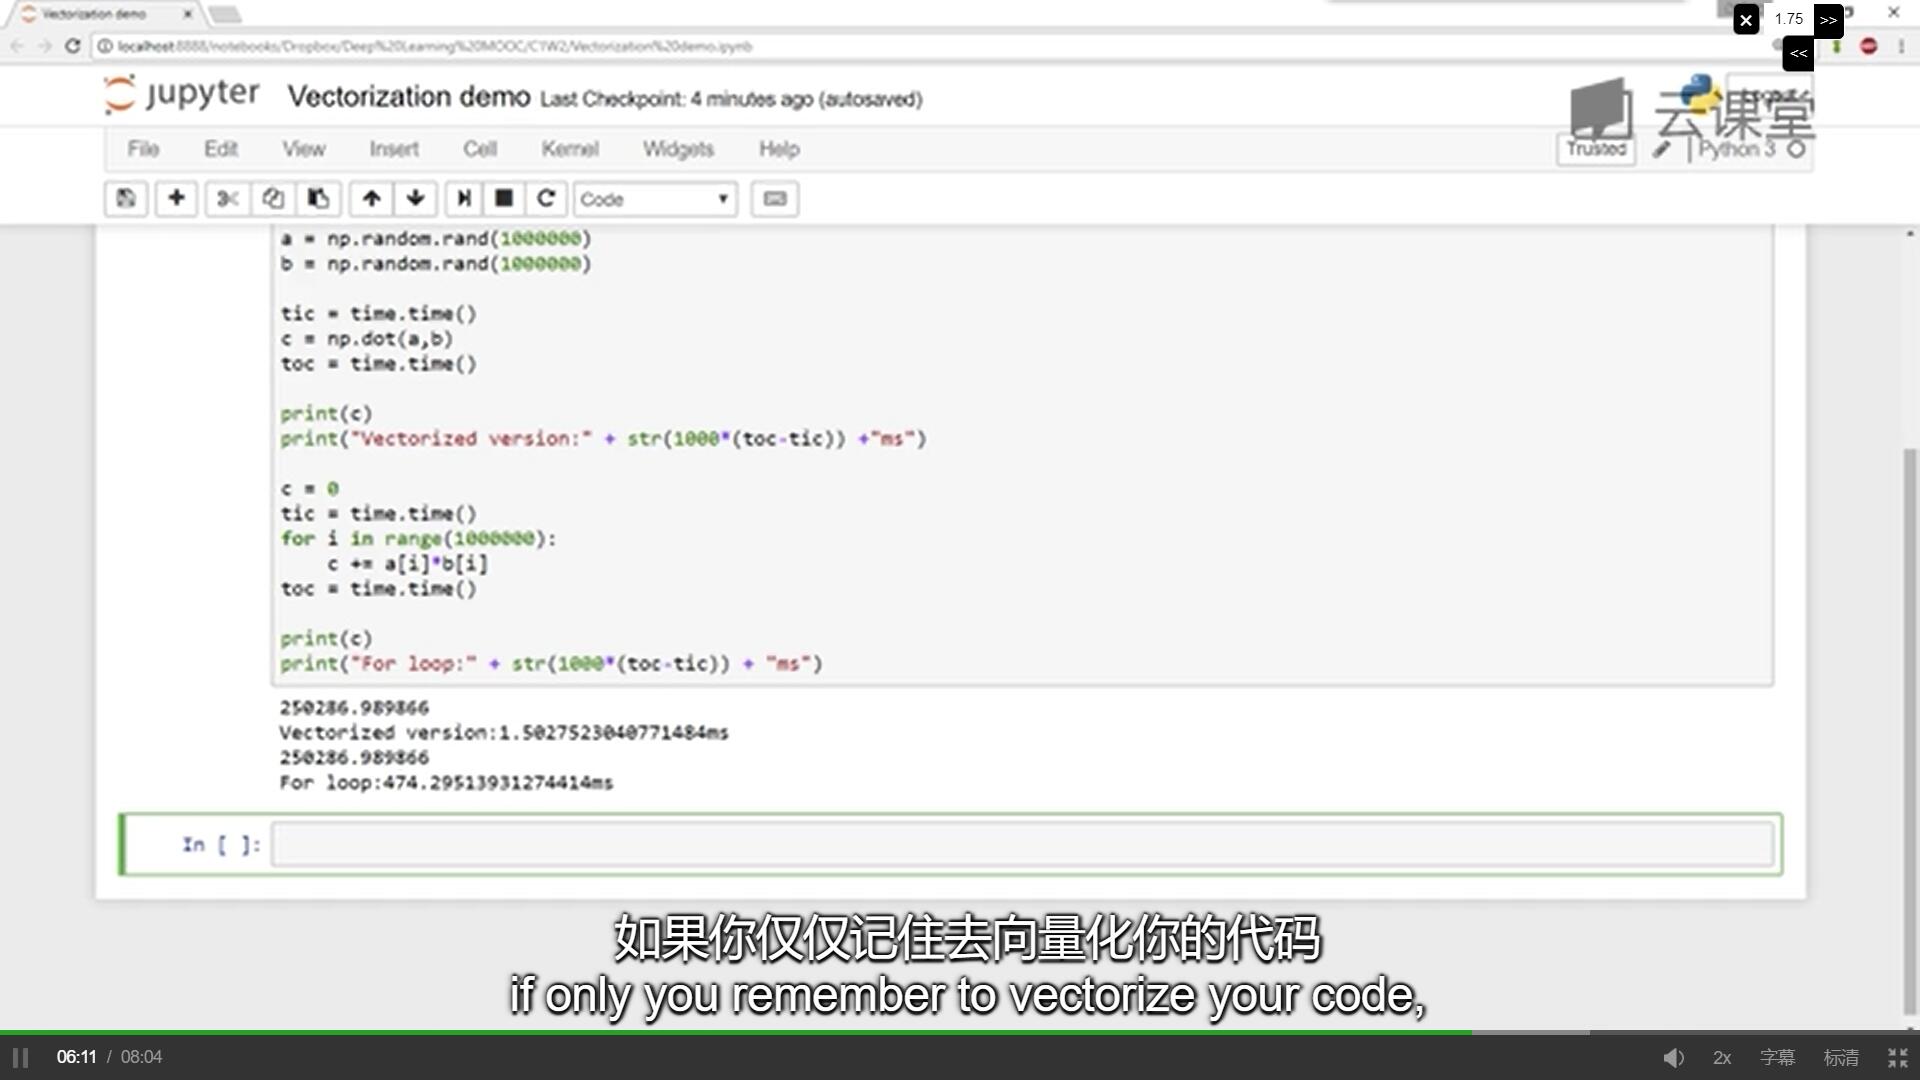 Vectorization demo
localhost:8888/notebooks/Dropbox/Deep%20Learning%20MOOC/C1W2/Vectorization%20demo.ipynb
1.75 >>
<<
jupyter Vectorization demo Last Checkpoint: 4 minutes ago (autosaved)
云课堂
File Edit View Insert Cell Kernel Widgets Help
Trusted Python 3
Code
a = np.random.rand(1000000)
b = np.random.rand(1000000)
tic = time.time()
c = np.dot(a,b)
toc = time.time()
print(c)
print("Vectorized version:" + str(1000*(toc-tic)) +"ms")
c = 0
tic = time.time()
for i in range(1000000):
c += a[i]*b[i]
toc = time.time()
print(c)
print("For loop:" + str(1000*(toc-tic)) + "ms")
250286.989866
Vectorized version:1.5027523040771484ms
250286.989866
For loop:474.29513931274414ms
In [ ]:
如果你仅仅记住去向量化你的代码
if only you remember to vectorize your code,
06:11 / 08:04
2x 字幕 标清